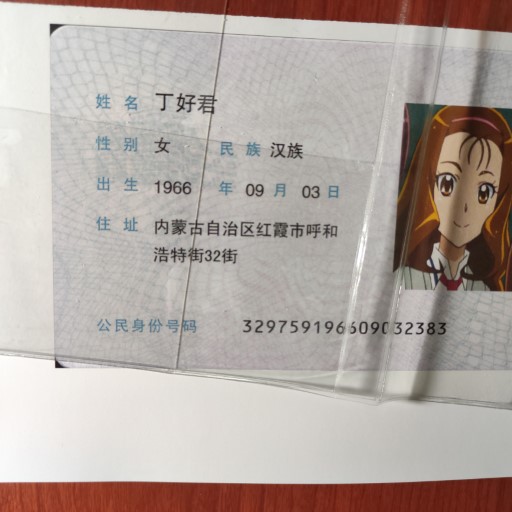 姓名 丁好君
性别 女 民族 汉族
出生 1966 年 09 月 03 日
住址 内蒙古自治区红霞市呼和
浩特街32街
公民身份号码 329759196609032383